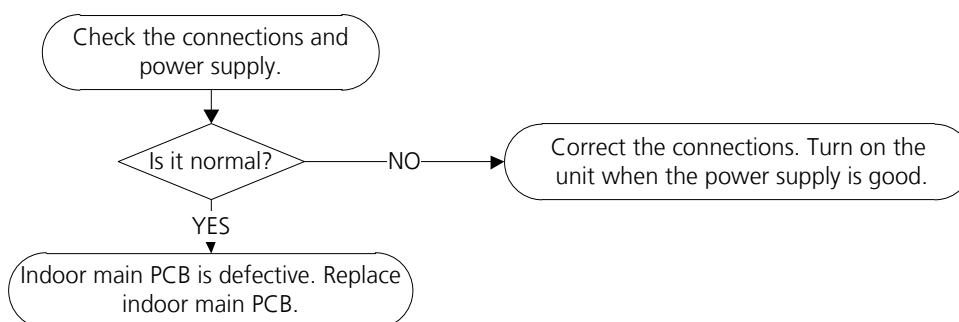 Check the connections and
power supply.
Is it normal?
NO
Correct the connections. Turn on the
unit when the power supply is good.
YES
Indoor main PCB is defective. Replace
indoor main PCB.